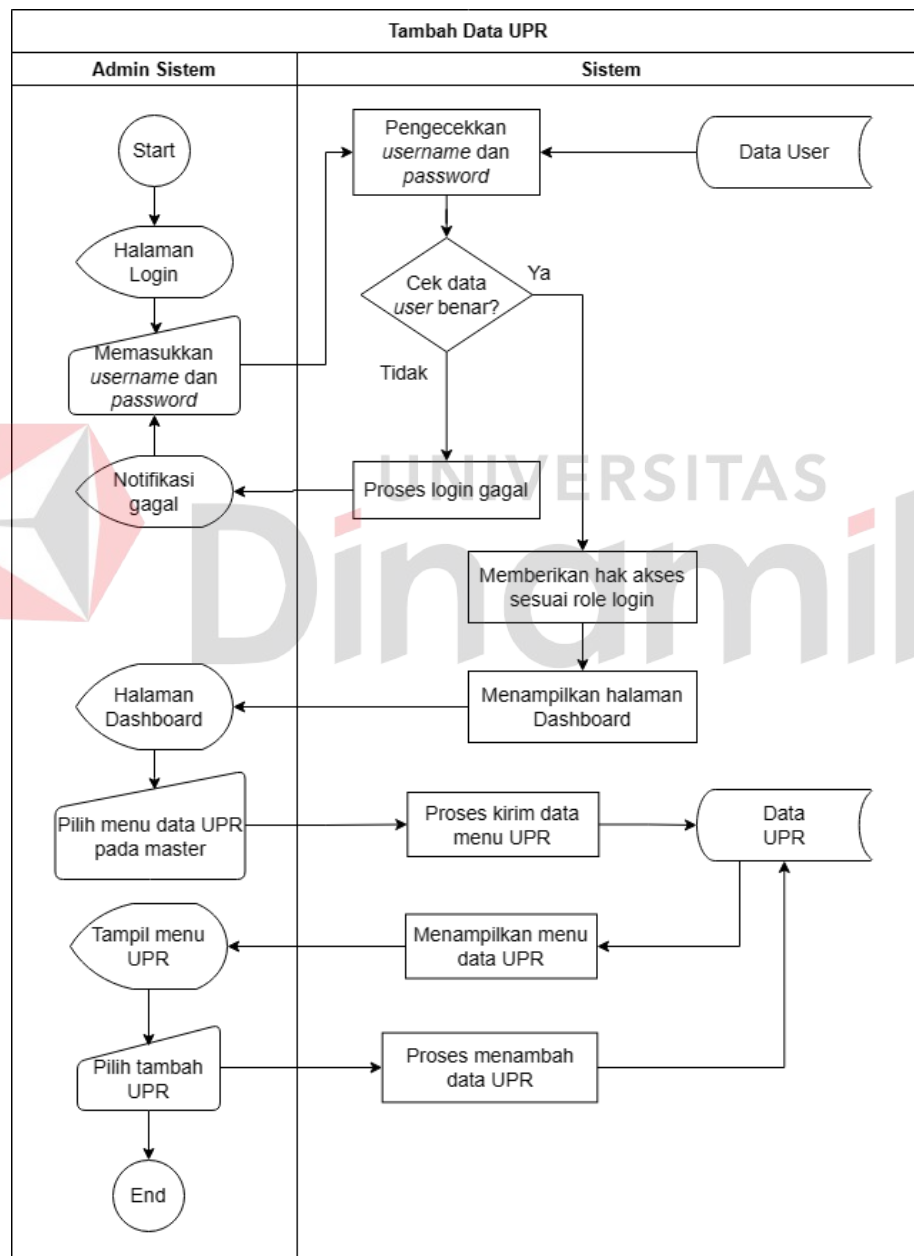 Tambah Data UPR
Admin Sistem
Sistem
Start
Pengecekkan
username dan
password
Data User
Halaman
Login
Cek data
user benar?
Ya
Tidak
Memasukkan
username dan
password
Notifikasi
gagal
Proses login gagal
UNIVERSITAS
Dinamik
Memberikan hak akses
sesuai role login
Halaman
Dashboard
Menampilkan halaman
Dashboard
Pilih menu data UPR
pada master
Proses kirim data
menu UPR
Data
UPR
Tampil menu
UPR
Menampilkan menu
data UPR
Pilih tambah
UPR
Proses menambah
data UPR
End